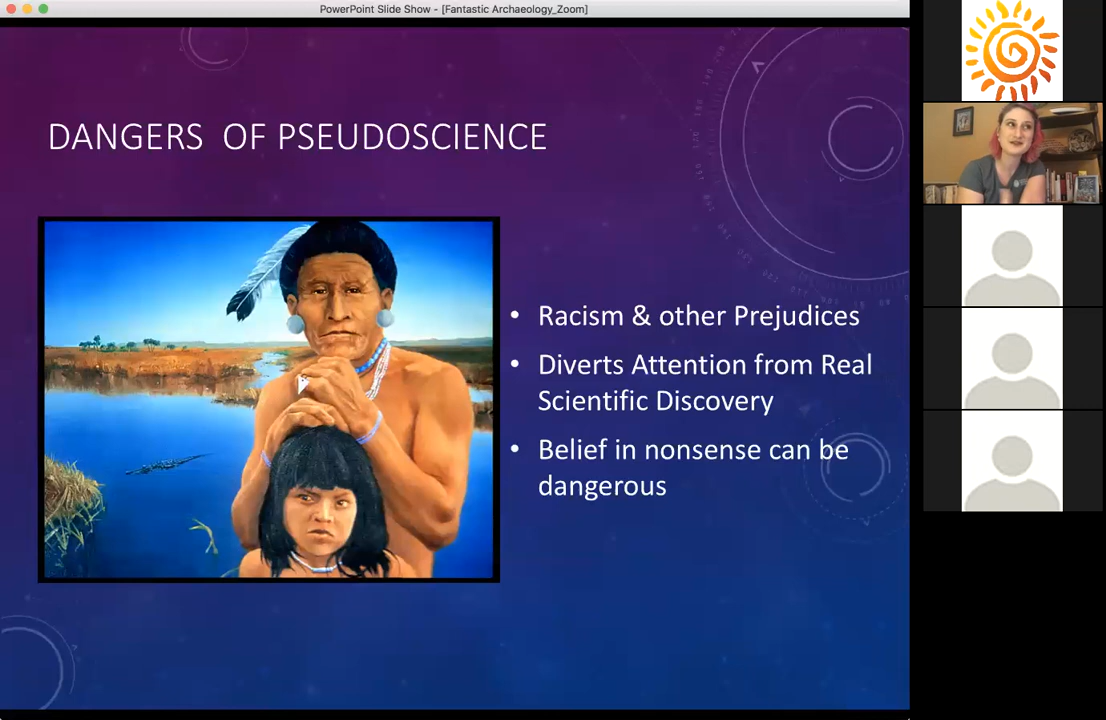 PowerPoint Slide Show - [Fantastic Archaeology_Zoom]
DANGERS OF PSEUDOSCIENCE
• Racism & other Prejudices
• Diverts Attention from Real
Scientific Discovery
• Belief in nonsense can be
dangerous